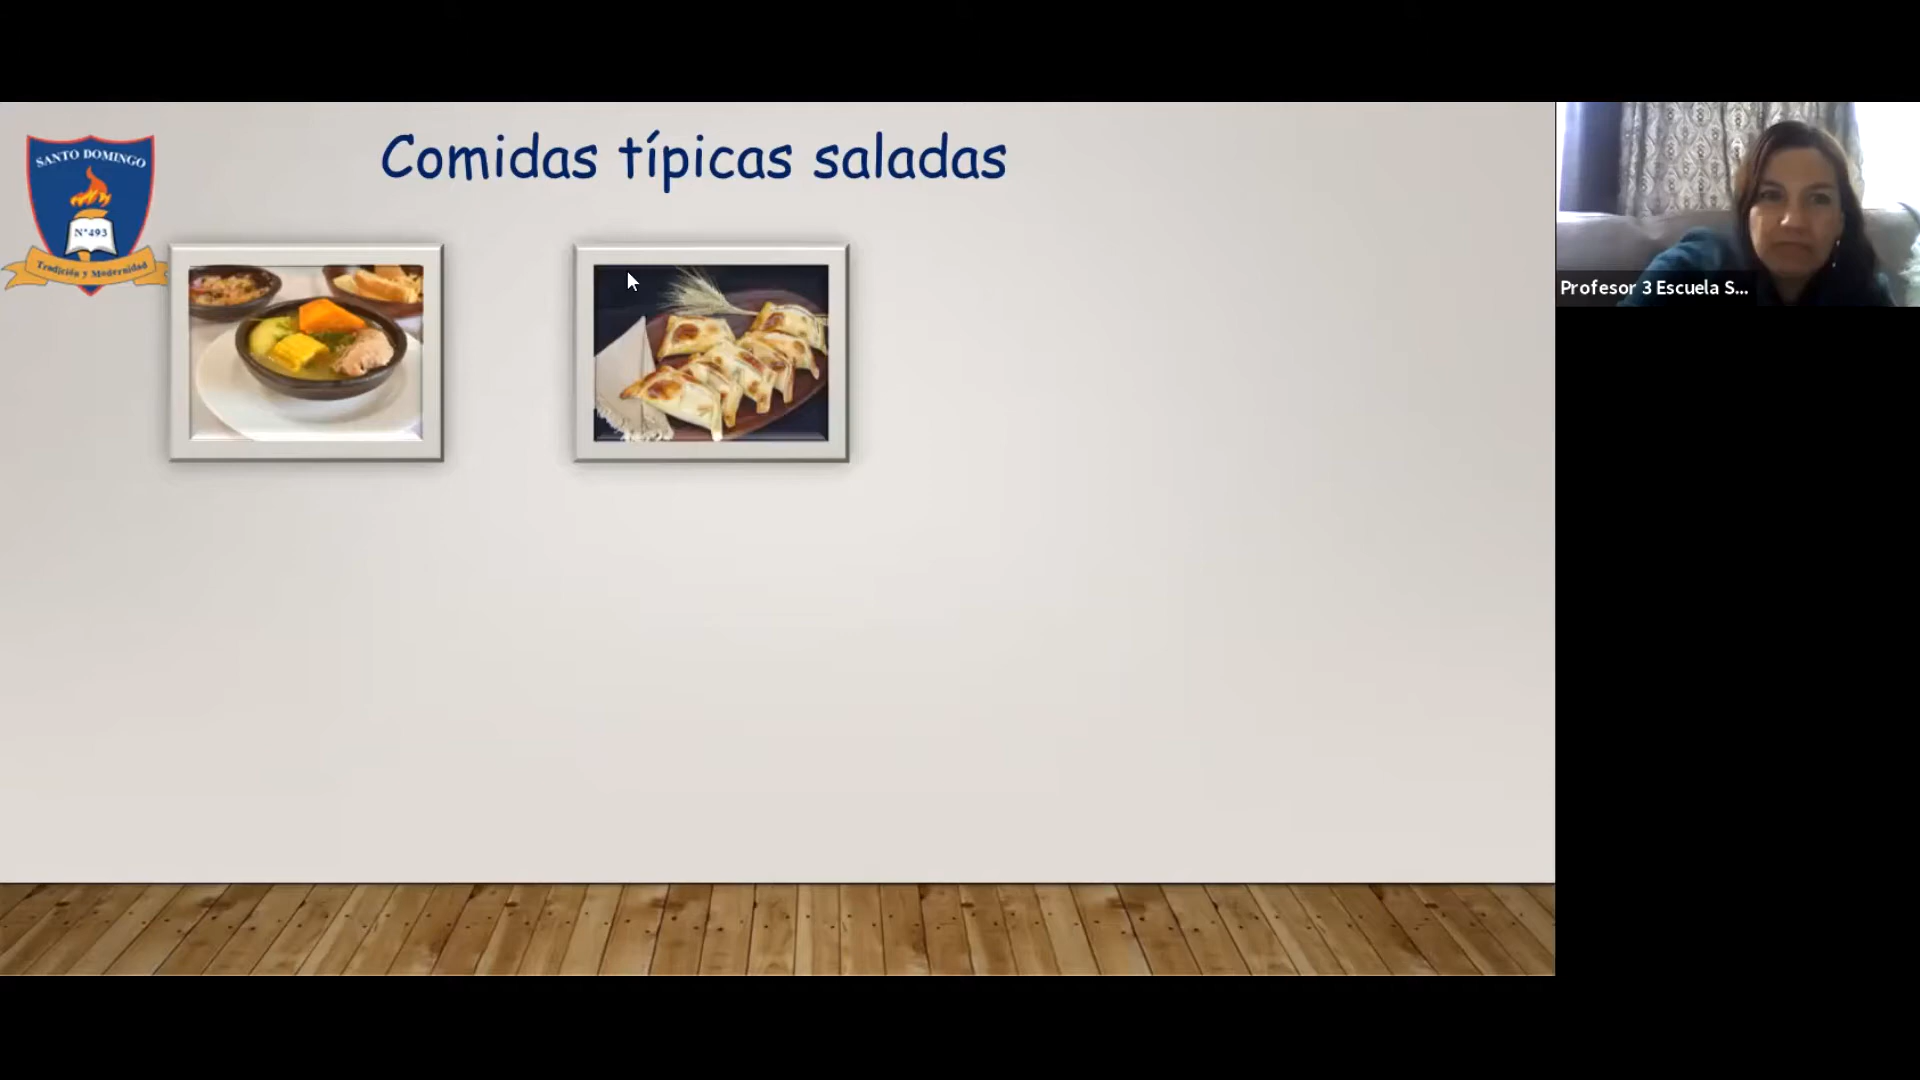 Comidas típicas saladas
SANTO DOMINGO
N°493
Tradición y Modernidad
Profesor 3 Escuela S...